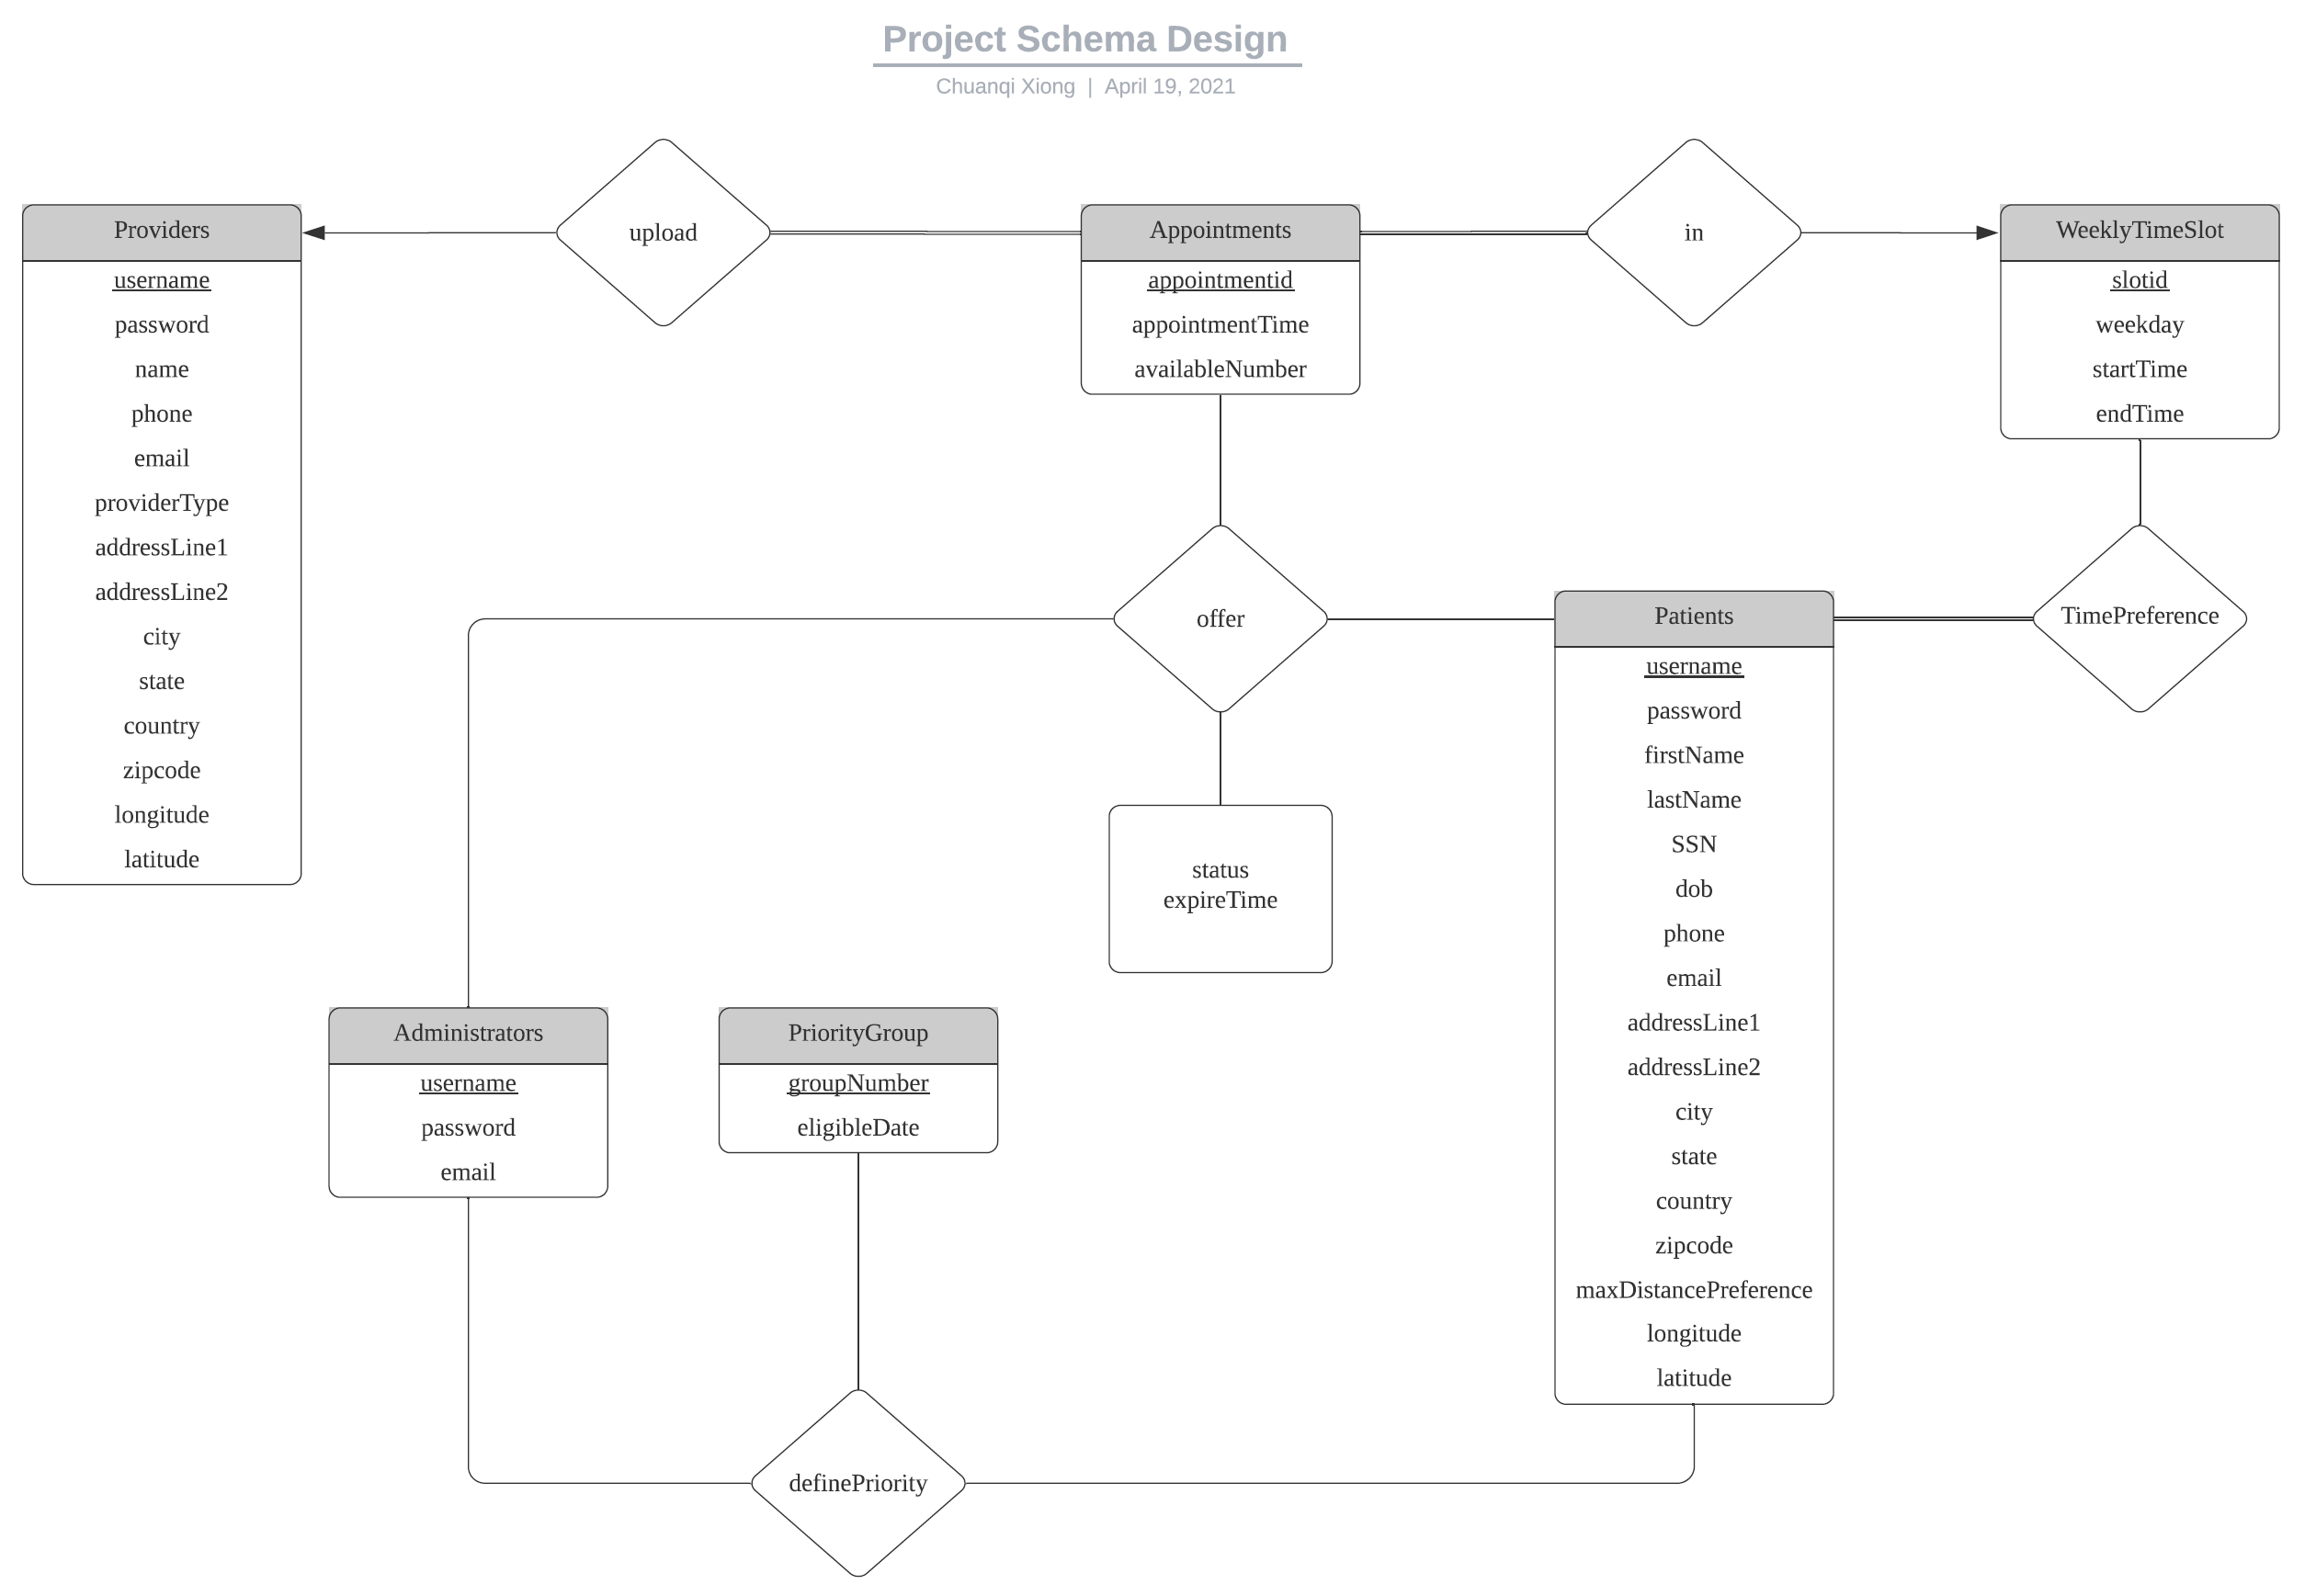 Project Schema Design
Chuanqi Xiong | April 19, 2021
Providers
username
password
name
phone
email
providerType
addressLine1
addressLine2
city
state
country
zipcode
longitude
latitude
upload
Appointments
appointmentid
appointmentTime
availableNumber
in
WeeklyTimeSlot
slotid
weekday
startTime
endTime
offer
Patients
username
password
firstName
lastName
SSN
dob
phone
email
addressLine1
addressLine2
city
state
country
zipcode
maxDistancePreference
longitude
latitude
TimePreference
status
expireTime
Administrators
username
password
email
PriorityGroup
groupNumber
eligibleDate
definePriority